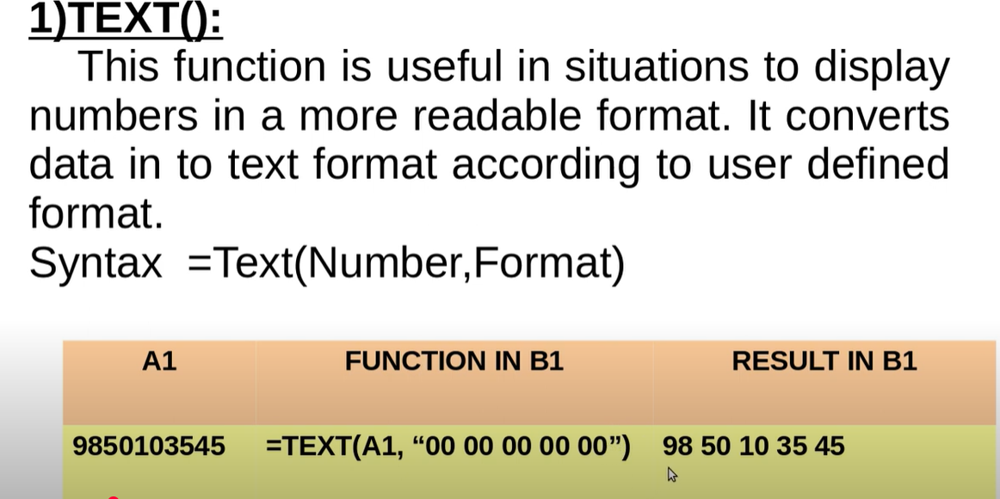 1)TEXT():
This function is useful in situations to display
numbers in a more readable format. It converts
data in to text format according to user defined
format.
Syntax =Text(Number,Format)
A1 FUNCTION IN B1 RESULT IN B1
9850103545 =TEXT(A1, “00 00 00 00 00”) 98 50 10 35 45